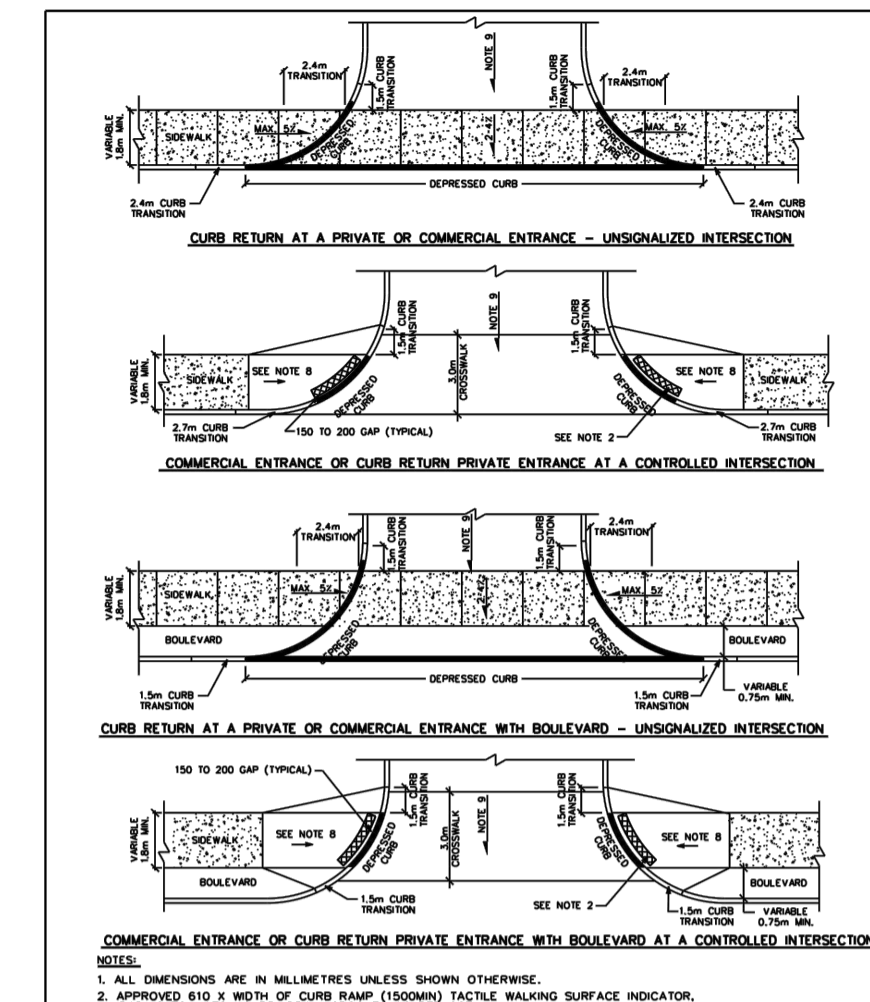 2.4m
TRANSITION
1.5m CURB
TRANSITION
NOTE 9
1.5m CURB
TRANSITION
2.4m
TRANSITION
VARIABLE
1.8m MIN.
SIDEWALK
MAX. 5%
DEPRESSED
CURB
2-4%
DEPRESSED
CURB
MAX. 5%
DEPRESSED CURB
2.4m CURB
TRANSITION
2.4m CURB
TRANSITION
CURB RETURN AT A PRIVATE OR COMMERCIAL ENTRANCE - UNSIGNALIZED INTERSECTION
NOTE 9
1.5m CURB
TRANSITION
1.5m CURB
TRANSITION
VARIABLE
1.8m MIN.
SIDEWALK
SEE NOTE 8
DEPRESSED
CURB
3.0m
CROSSWALK
DEPRESSED
CURB
SEE NOTE 8
SIDEWALK
2.7m CURB
TRANSITION
150 TO 200 GAP (TYPICAL)
SEE NOTE 2
2.7m CURB
TRANSITION
COMMERCIAL ENTRANCE OR CURB RETURN PRIVATE ENTRANCE AT A CONTROLLED INTERSECTION
2.4m
TRANSITION
1.5m CURB
TRANSITION
NOTE 9
1.5m CURB
TRANSITION
2.4m
TRANSITION
VARIABLE
1.8m MIN.
SIDEWALK
MAX. 5%
2-4%
MAX. 5%
BOULEVARD
DEPRESSED
CURB
DEPRESSED
CURB
BOULEVARD
DEPRESSED CURB
1.5m CURB
TRANSITION
1.5m CURB
TRANSITION
VARIABLE
0.75m MIN.
CURB RETURN AT A PRIVATE OR COMMERCIAL ENTRANCE WITH BOULEVARD - UNSIGNALIZED INTERSECTION
150 TO 200 GAP (TYPICAL)
1.5m CURB
TRANSITION
NOTE 9
1.5m CURB
TRANSITION
VARIABLE
1.8m MIN.
SIDEWALK
SEE NOTE 8
DEPRESSED
CURB
3.0m
CROSSWALK
DEPRESSED
CURB
SEE NOTE 8
BOULEVARD
BOULEVARD
1.5m CURB
TRANSITION
SEE NOTE 2
1.5m CURB
TRANSITION
VARIABLE
0.75m MIN.
COMMERCIAL ENTRANCE OR CURB RETURN PRIVATE ENTRANCE WITH BOULEVARD AT A CONTROLLED INTERSECTION
NOTES:
1. ALL DIMENSIONS ARE IN MILLIMETRES UNLESS SHOWN OTHERWISE.
2. APPROVED 610 X WIDTH OF CURB RAMP (1500MIN) TACTILE WALKING SURFACE INDICATOR,